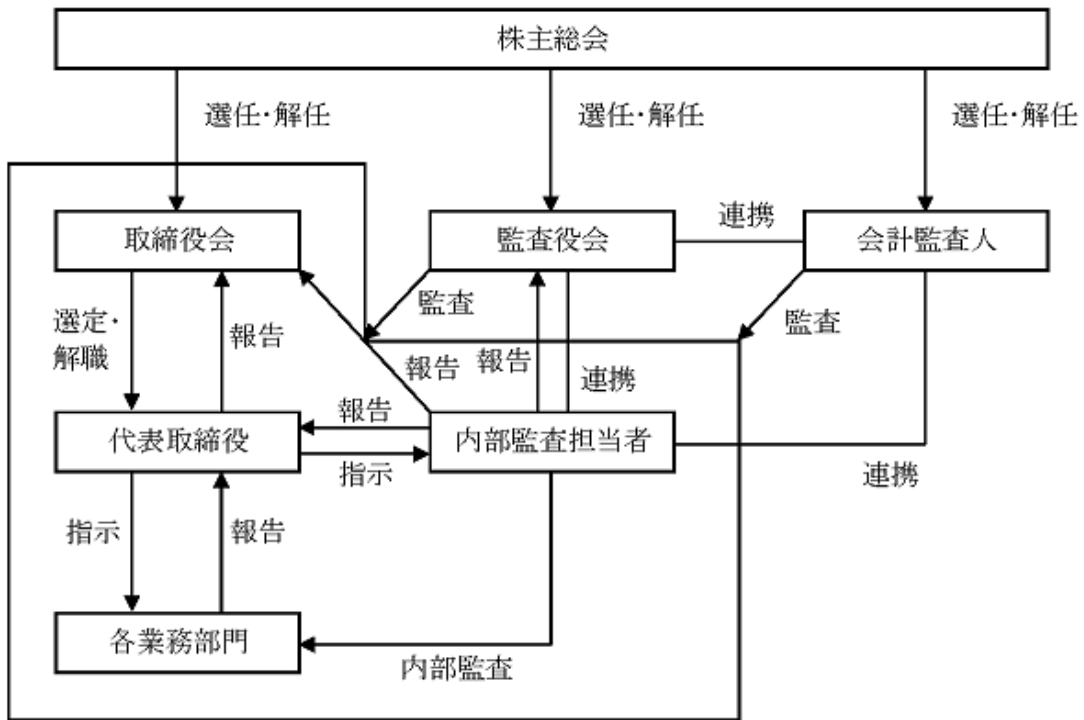 株主総会
選任・解任
選任・解任
選任・解任
取締役会
監査役会
連携
会計監査人
選定・
解職
報告
監査
監査
報告
報告
連携
代表取締役
報告
指示
内部監査担当者
連携
指示
報告
各業務部門
内部監査